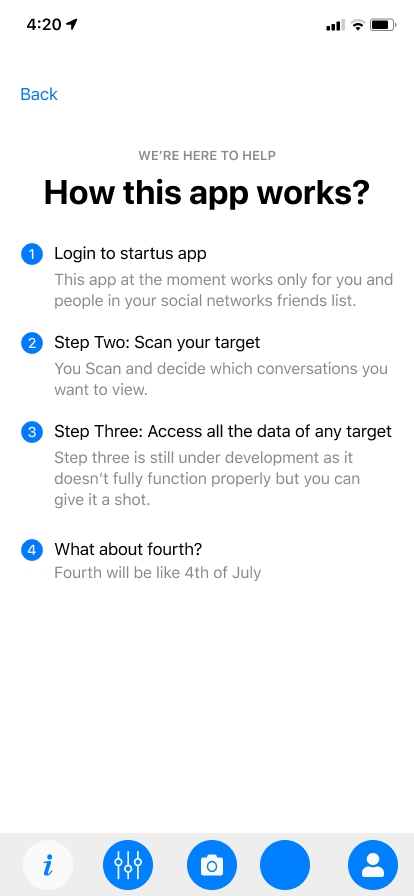 4:20
Back
WE’RE HERE TO HELP
How this app works?
1 Login to startus app
This app at the moment works only for you and
people in your social networks friends list.
2 Step Two: Scan your target
You Scan and decide which conversations you
want to view.
3 Step Three: Access all the data of any target
Step three is still under development as it
doesn’t fully function properly but you can
give it a shot.
4 What about fourth?
Fourth will be like 4th of July
i